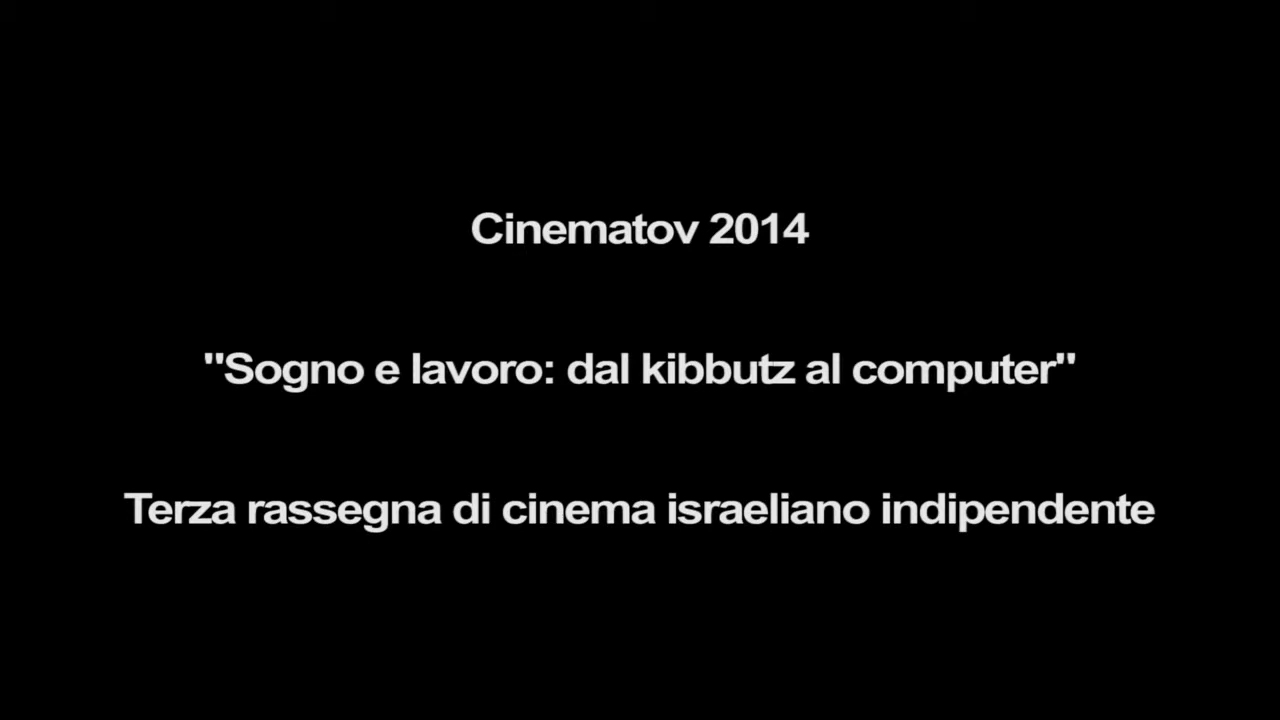 Cinematov 2014
"Sogno e lavoro: dal kibbutz al computer"
Terza rassegna di cinema israeliano indipendente